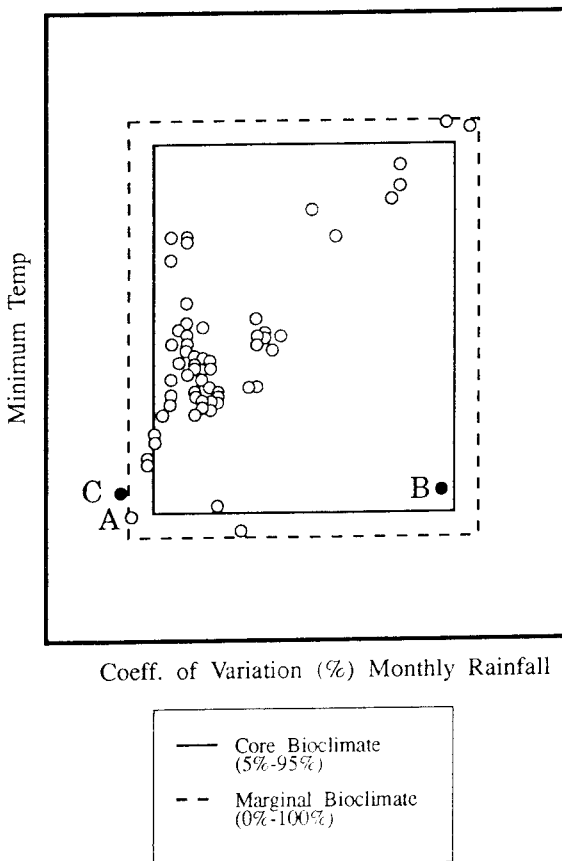 Minimum Temp
C
A
B
Coeff. of Variation (%) Monthly Rainfall
Core Bioclimate
(5%-95%)
Marginal Bioclimate
(0%-100%)